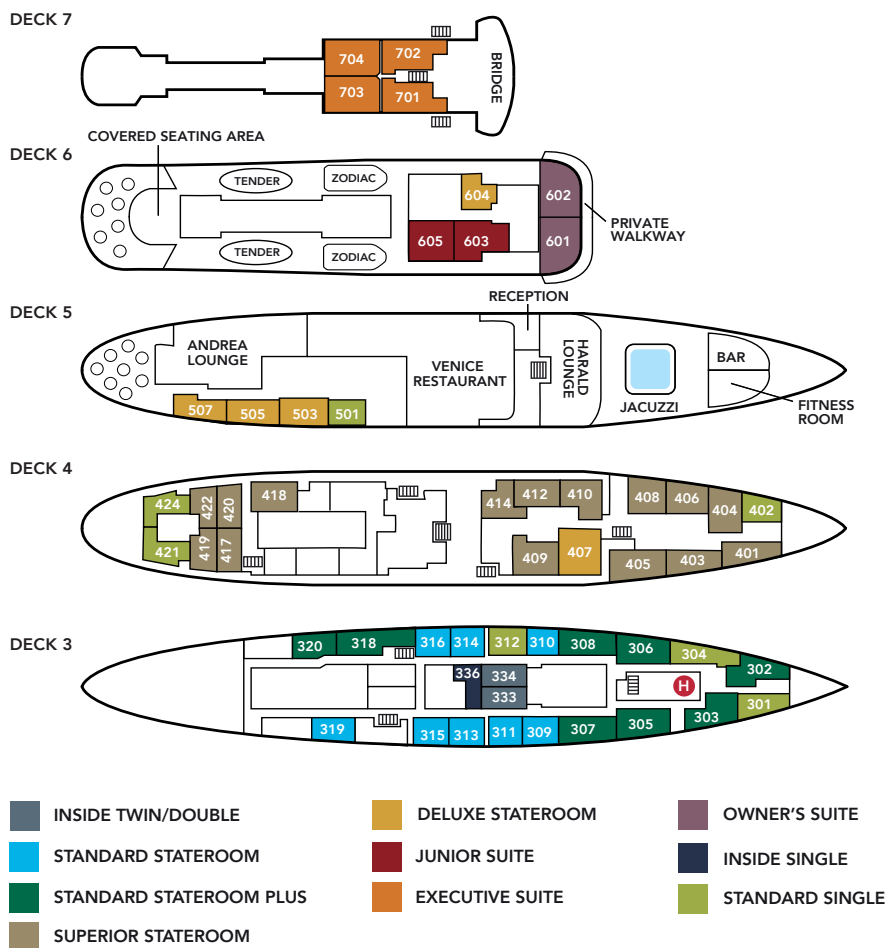 DECK 7
704
702
703
701
BRIDGE
COVERED SEATING AREA
DECK 6
TENDER
ZODIAC
604
602
605
603
601
TENDER
ZODIAC
PRIVATE
WALKWAY
DECK 5
RECEPTION
ANDREA
LOUNGE
VENICE
RESTAURANT
HARALD
LOUNGE
JACUZZI
BAR
FITNESS
ROOM
507
505
503
501
DECK 4
424
422
420
418
414
412
410
408
406
404
402
421
419
417
409
407
405
403
401
DECK 3
320
318
316
314
312
310
308
306
304
302
336
334
333
H
319
315
313
311
309
307
305
303
301
INSIDE TWIN/DOUBLE
STANDARD STATEROOM
STANDARD STATEROOM PLUS
SUPERIOR STATEROOM
DELUXE STATEROOM
JUNIOR SUITE
EXECUTIVE SUITE
OWNER'S SUITE
INSIDE SINGLE
STANDARD SINGLE